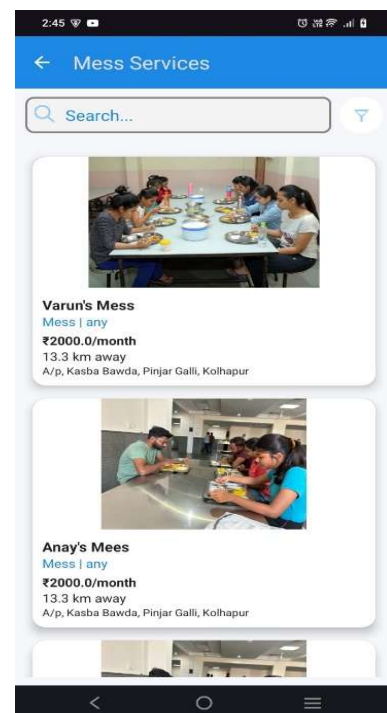 2:45
Mess Services
Search...
Varun's Mess
Mess | any
₹2000.0/month
13.3 km away
A/p, Kasba Bawda, Pinjar Galli, Kolhapur
Anay's Mees
Mess | any
₹2000.0/month
13.3 km away
A/p, Kasba Bawda, Pinjar Galli, Kolhapur